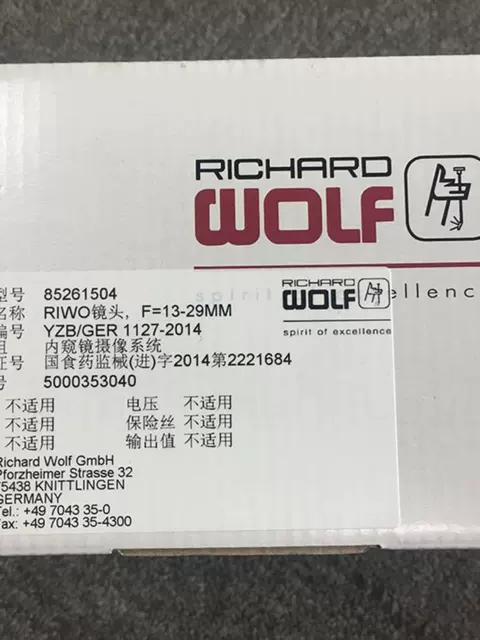 RICHARD
WOLF
spirit of excellence
RICHARD
WOLF
spirit of excellence
型号 85261504
名称 RIWO镜头，F=13-29MM
编号 YZB/GER 1127-2014
组 内窥镜摄像系统
证号 国食药监械(进)字2014第2221684
号 5000353040
不适用 电压 不适用
不适用 保险丝 不适用
不适用 输出值 不适用
Richard Wolf GmbH
Pforzheimer Strasse 32
75438 KNITTLINGEN
GERMANY
Tel.: +49 7043 35-0
Fax: +49 7043 35-4300